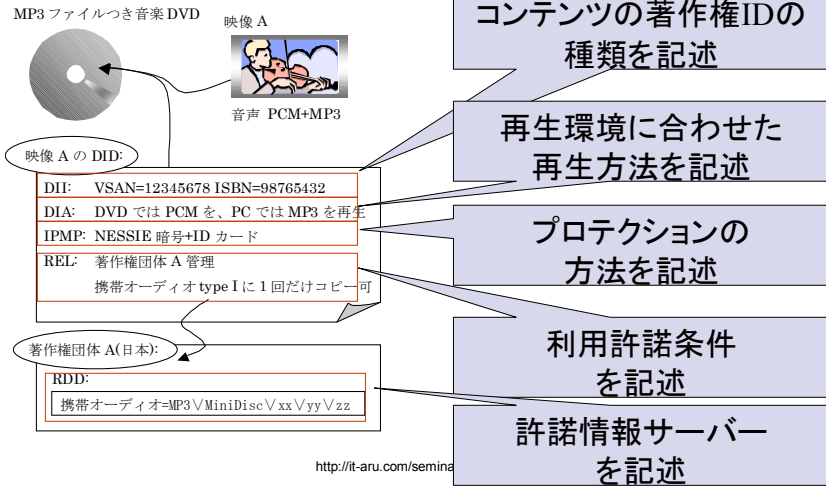 MP3 ファイルつき音楽 DVD
映像 A
音声 PCM+MP3
映像 A の DID:
DII: VSAN=12345678 ISBN=98765432
DIA: DVD では PCM を、PC では MP3 を再生
IPMP: NESSIE 暗号+ID カード
REL: 著作権団体 A 管理
携帯オーディオ type I に 1 回だけコピー可
著作権団体 A(日本):
RDD:
携帯オーディオ=MP3∨MiniDisc∨xx∨yy∨zz
コンテンツの著作権IDの
種類を記述
再生環境に合わせた
再生方法を記述
プロテクションの
方法を記述
利用許諾条件
を記述
許諾情報サーバー
を記述
http://it-aru.com/semina